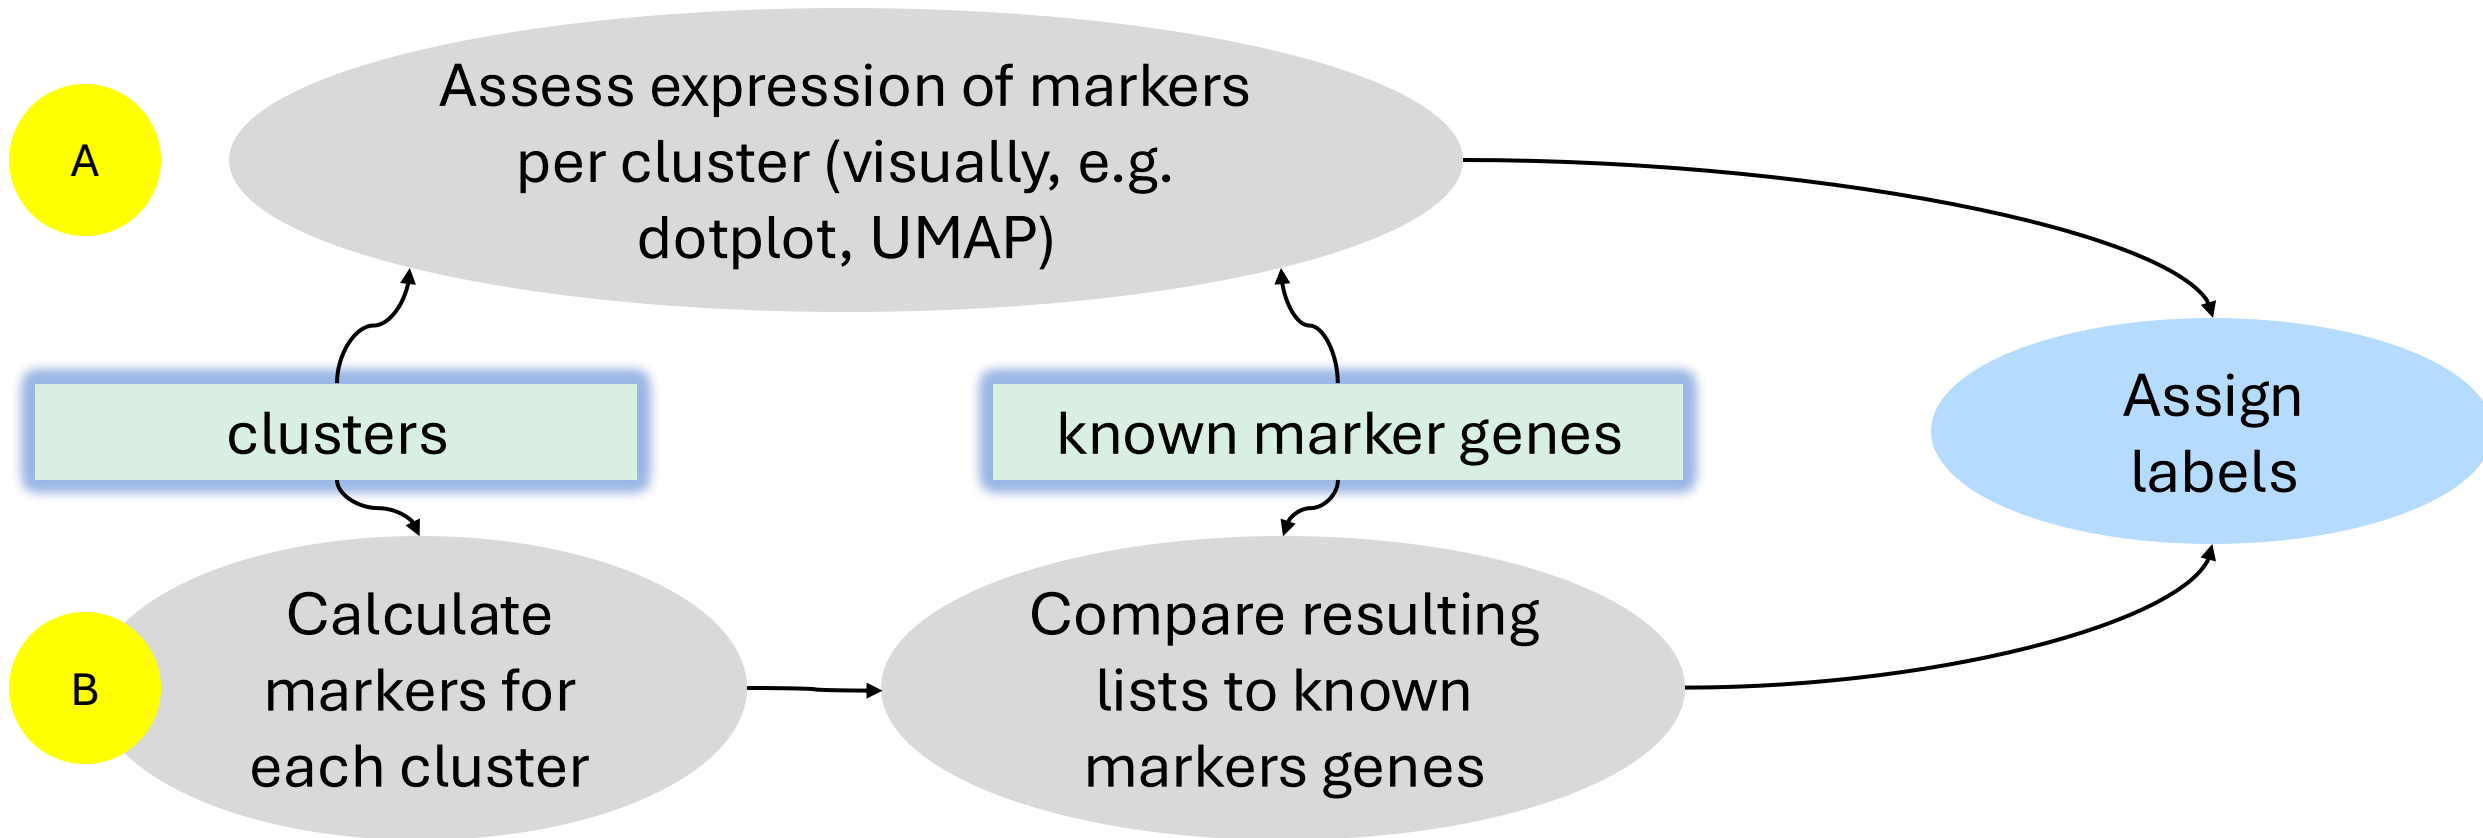 A
Assess expression of markers
per cluster (visually, e.g.
dotplot, UMAP)
clusters
known marker genes
Assign
labels
B
Calculate
markers for
each cluster
Compare resulting
lists to known
markers genes